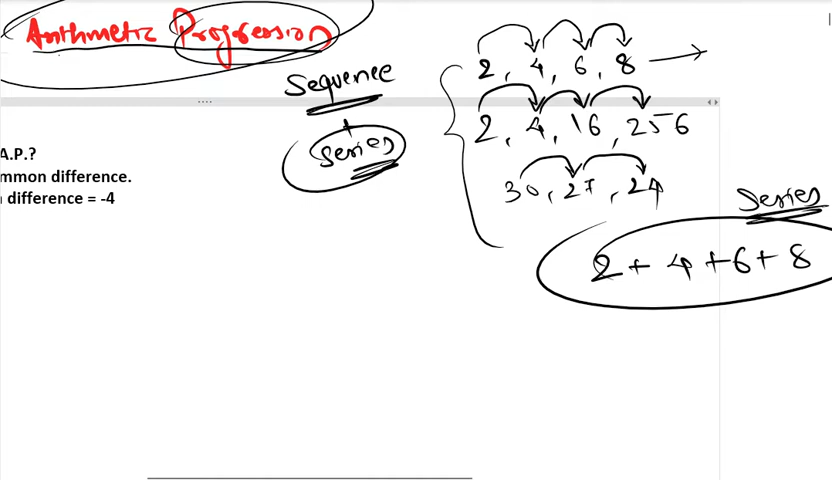 Arithmetic Progression
Sequence
+
Series
2, 4, 6, 8 →
2, 4, 16, 256
30, 27, 24
Series
2 + 4 + 6 + 8
A.P.?
mmon difference.
difference = -4